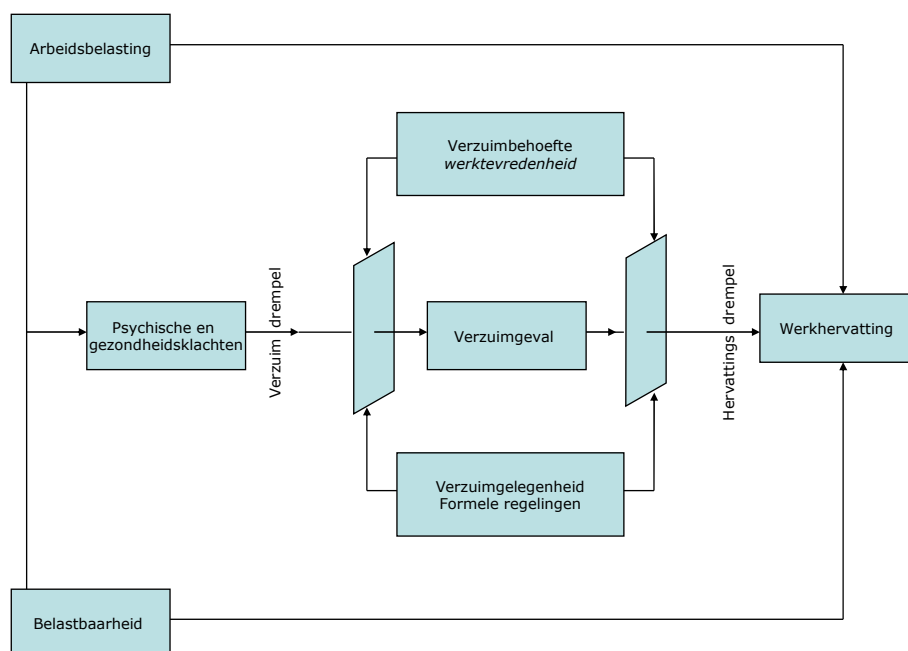 Arbeidsbelasting
Verzuimbehoefte
werktevredenheid
Psychische en
gezondheidsklachten
Verzuim drempel
Verzuimgeval
Hervattings drempel
Werkhervatting
Verzuimgelegenheid
Formele regelingen
Belastbaarheid